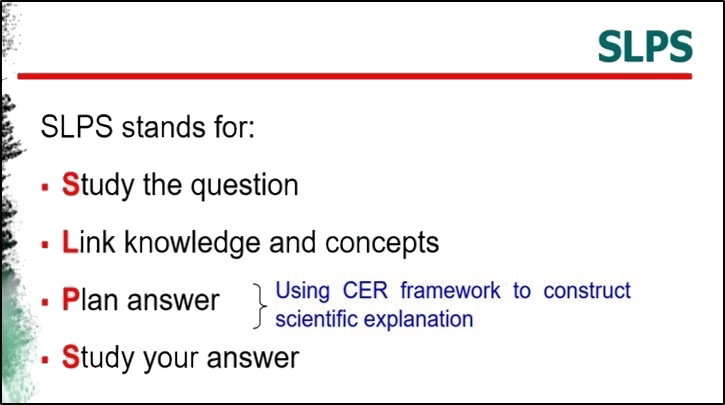 SLPS
SLPS stands for:
▪ Study the question
▪ Link knowledge and concepts
▪ Plan answer
Using CER framework to construct
scientific explanation
▪ Study your answer